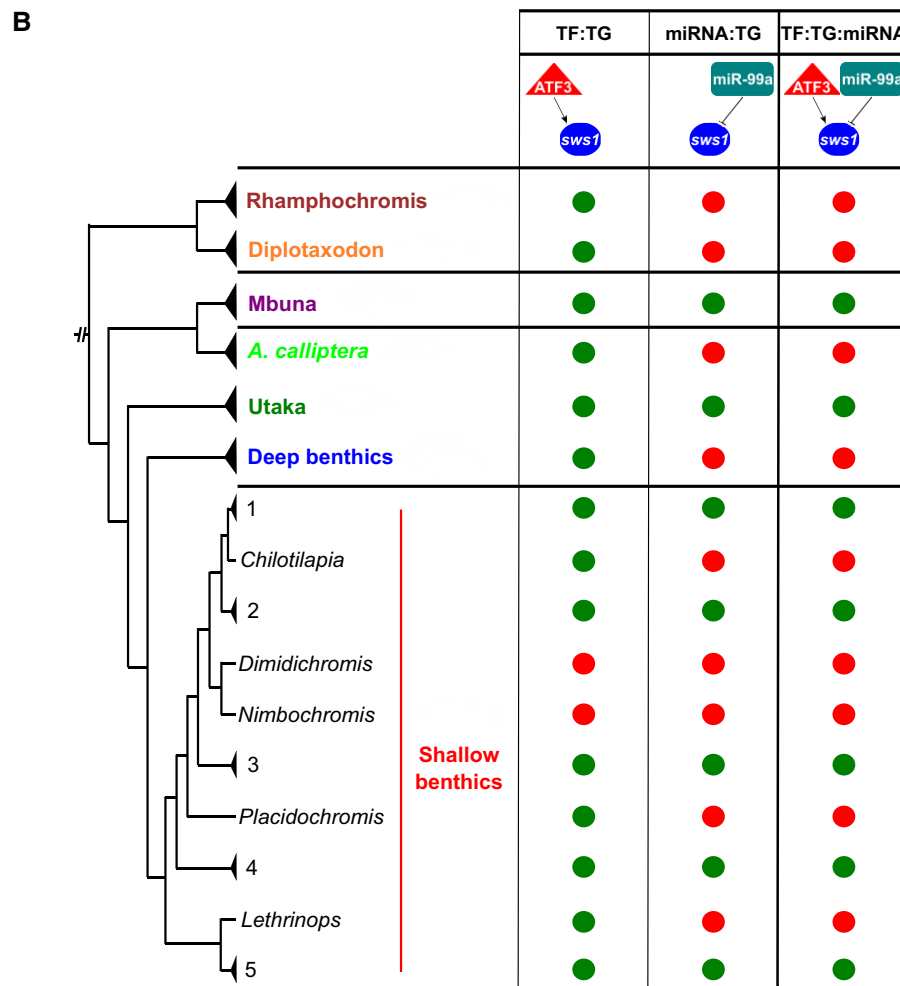 B
TF:TG miRNA:TG TF:TG:miRNA
ATF3 miR-99a ATF3 miR-99a
sws1 sws1 sws1
Rhamphochromis
Diplotaxodon
Mbuna
A. calliptera
Utaka
Deep benthics
1
Chilotilapia
2
Dimidichromis
Nimbochromis
3
Shallow
benthics
Placidochromis
4
Lethrinops
5